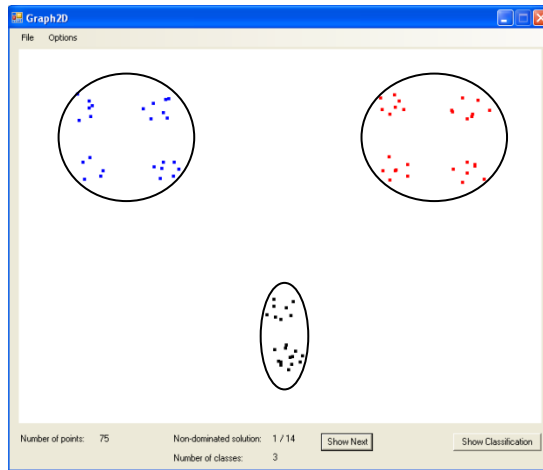 Graph2D
File Options
Number of points: 75 Non-dominated solution: 1 / 14 Show Next Show Classification
Number of classes: 3